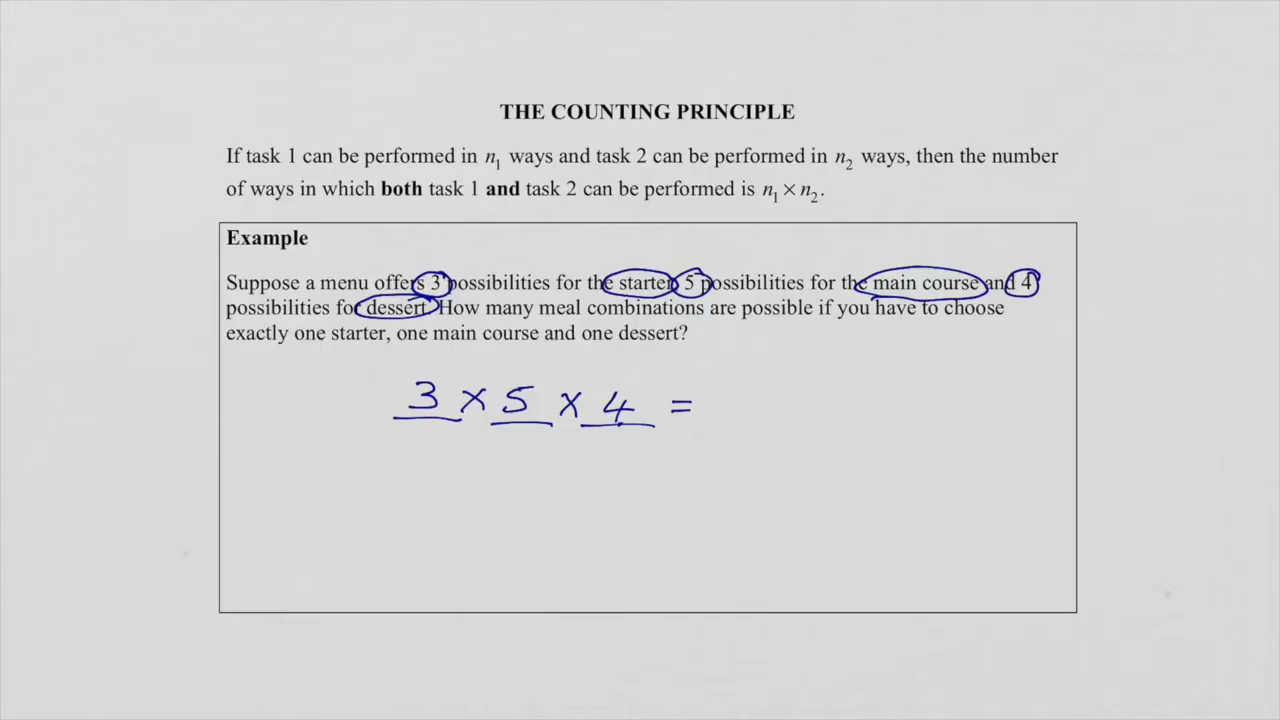 THE COUNTING PRINCIPLE
If task 1 can be performed in n₁ ways and task 2 can be performed in n₂ ways, then the number
of ways in which both task 1 and task 2 can be performed is n₁ × n₂.
Example
Suppose a menu offers 3 possibilities for the starter, 5 possibilities for the main course and 4
possibilities for dessert. How many meal combinations are possible if you have to choose
exactly one starter, one main course and one dessert?
3 × 5 × 4 =